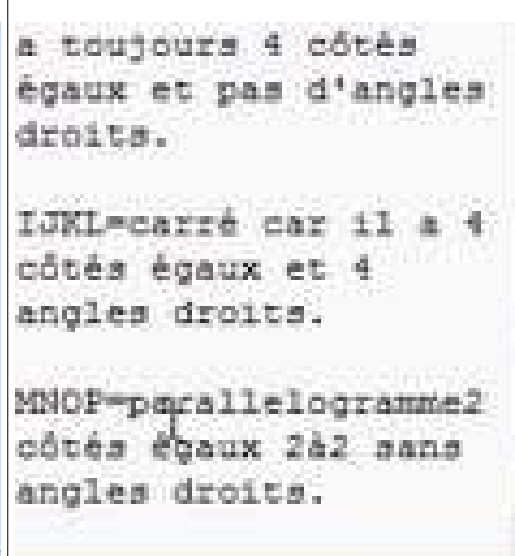 a toujours 4 côtés
égaux et pas d'angles
droits.
IJKL=carré car il a 4
côtés égaux et 4
angles droits.
MNOP=parallelogramme2
côtés égaux 2à2 sans
angles droits.